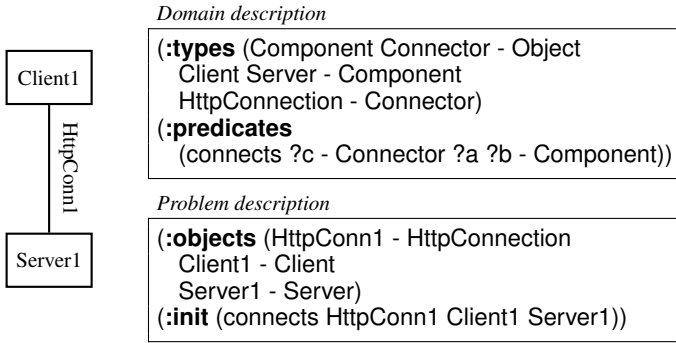 Client1
HttpConn1
Server1
Domain description
(:types (Component Connector - Object
Client Server - Component
HttpConnection - Connector)
(:predicates
(connects ?c - Connector ?a ?b - Component))
Problem description
(:objects (HttpConn1 - HttpConnection
Client1 - Client
Server1 - Server)
(:init (connects HttpConn1 Client1 Server1))